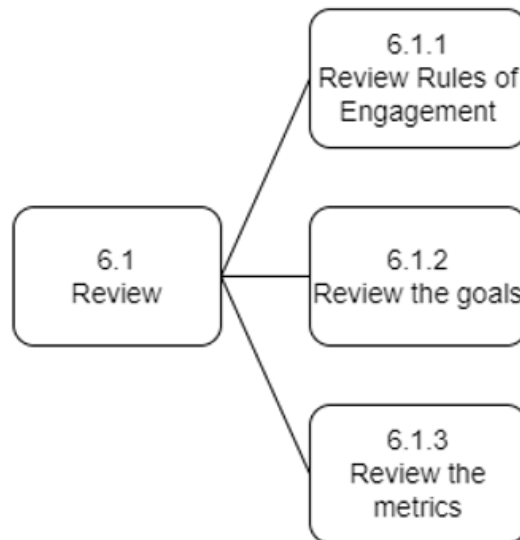 6.1.1
Review Rules of
Engagement
6.1
Review
6.1.2
Review the goals
6.1.3
Review the
metrics